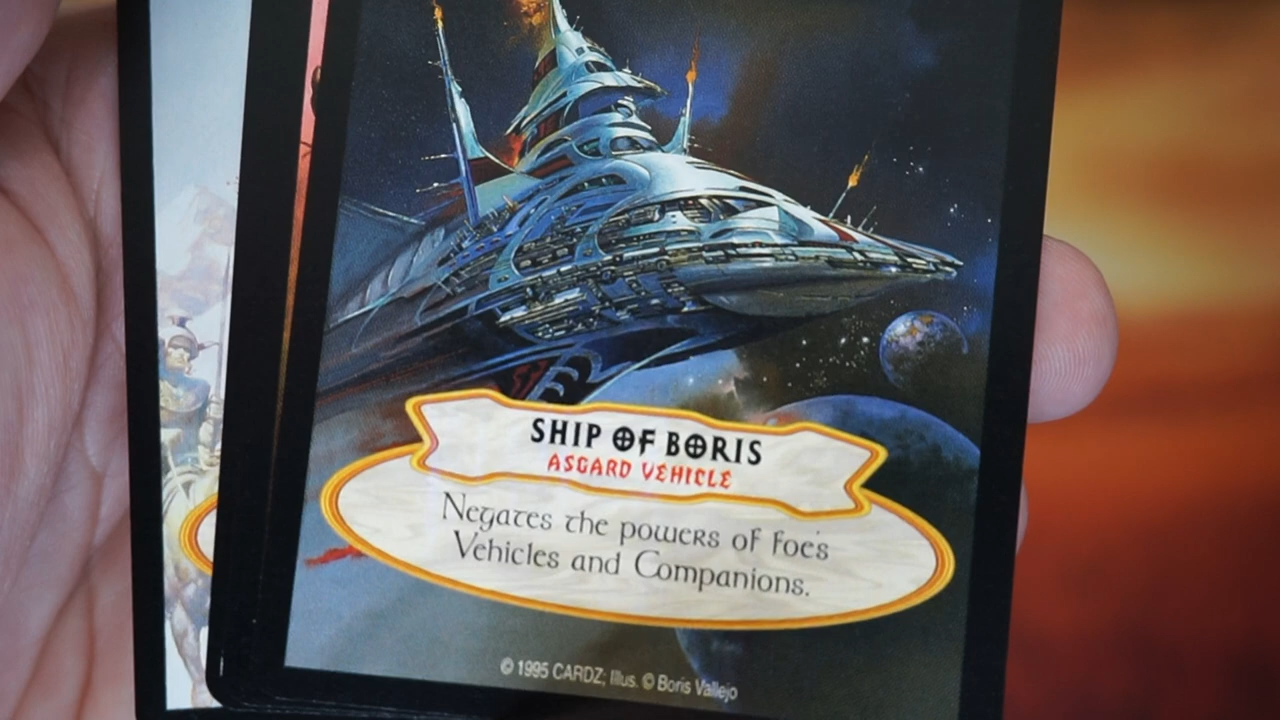 SHIP OF BORIS
ASGARD VEHICLE
Negates the powers of foe's
Vehicles and Companions.
© 1995 CARDZ; Illus. © Boris Vallejo